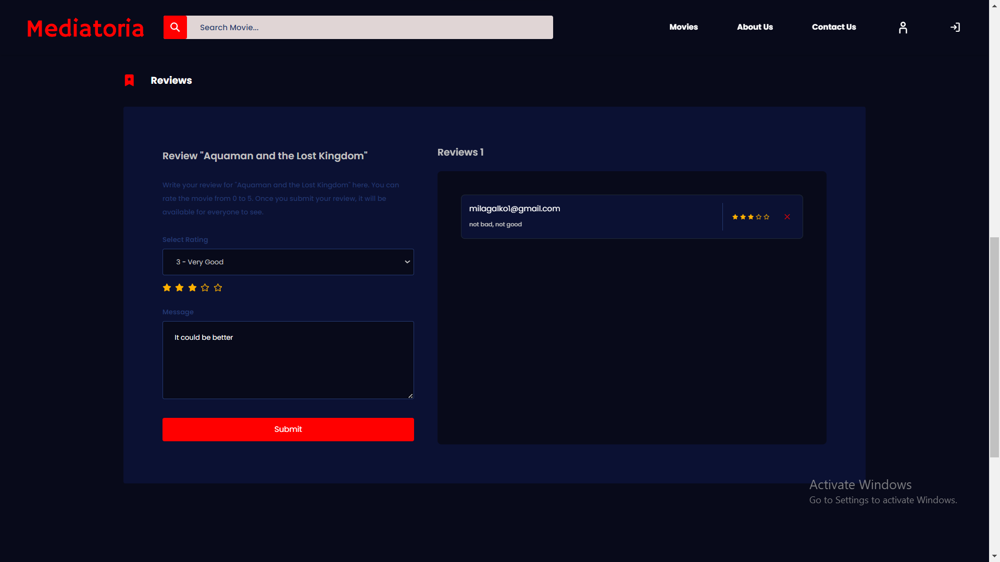 Mediatoria
Search Movie...
Movies
About Us
Contact Us
Reviews
Review "Aquaman and the Lost Kingdom"
Write your review for "Aquaman and the Lost Kingdom" here. You can
rate the movie from 0 to 5. Once you submit your review, it will be
available for everyone to see.
Select Rating
3 - Very Good
Message
It could be better
Submit
Reviews 1
milagalko1@gmail.com
not bad, not good
Activate Windows
Go to Settings to activate Windows.